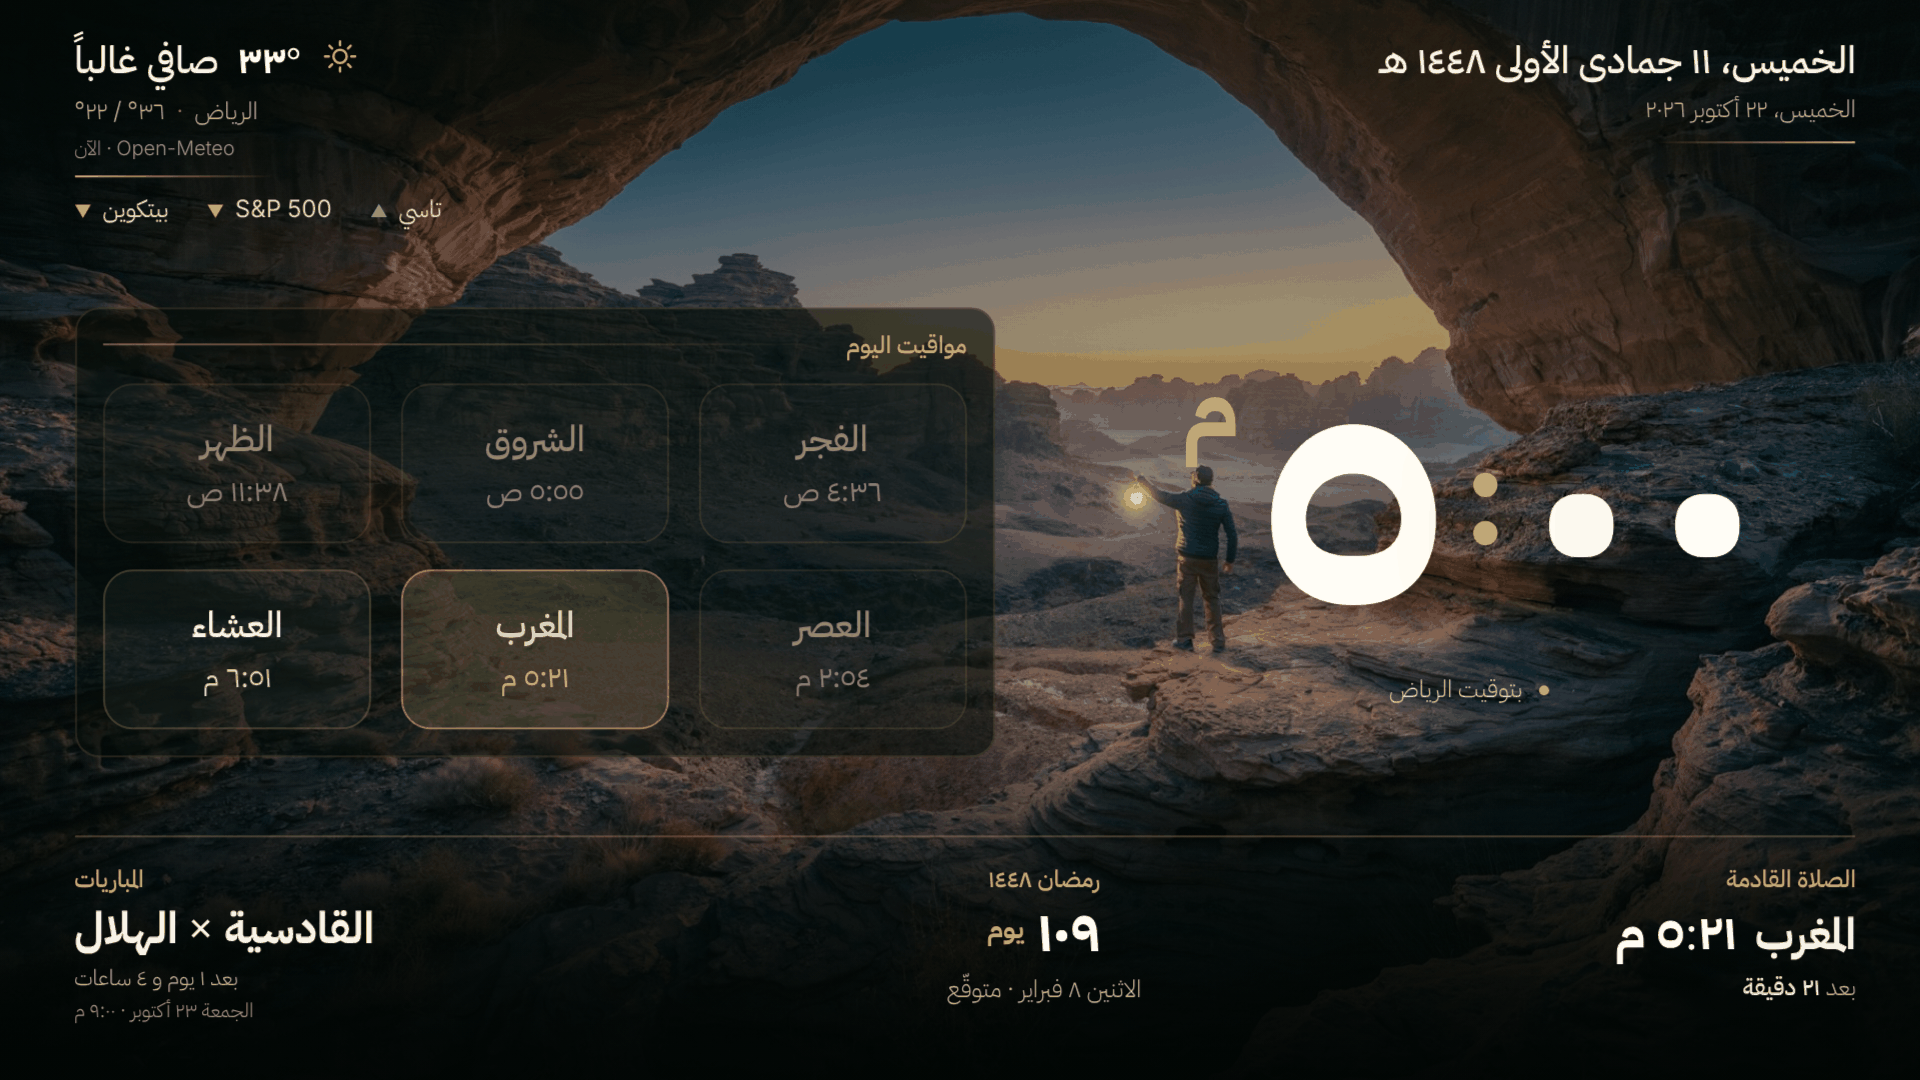 الخميس، ١١ جمادى الأولى ١٤٤٨ هـ
الخميس، ٢٢ أكتوبر ٢٠٢٦
٣٣° صافي غالباً
الرياض · ٣٦° / ٢٢°
Open-Meteo · الآن
تاسي ▲ S&P 500 ▼ بيتكوين ▼
٥:٠٠ م
بتوقيت الرياض
مواقيت اليوم
الفجر
٤:٣٦ ص
الشروق
٥:٥٥ ص
الظهر
١١:٣٨ ص
العصر
٢:٥٤ م
المغرب
٥:٢١ م
العشاء
٦:٥١ م
الصلاة القادمة
المغرب ٥:٢١ م
بعد ٢١ دقيقة
رمضان ١٤٤٨
١٠٩ يوم
الاثنين ٨ فبراير · متوقّع
المباريات
القادسية × الهلال
بعد ١ يوم و ٤ ساعات
الجمعة ٢٣ أكتوبر · ٩:٠٠ م